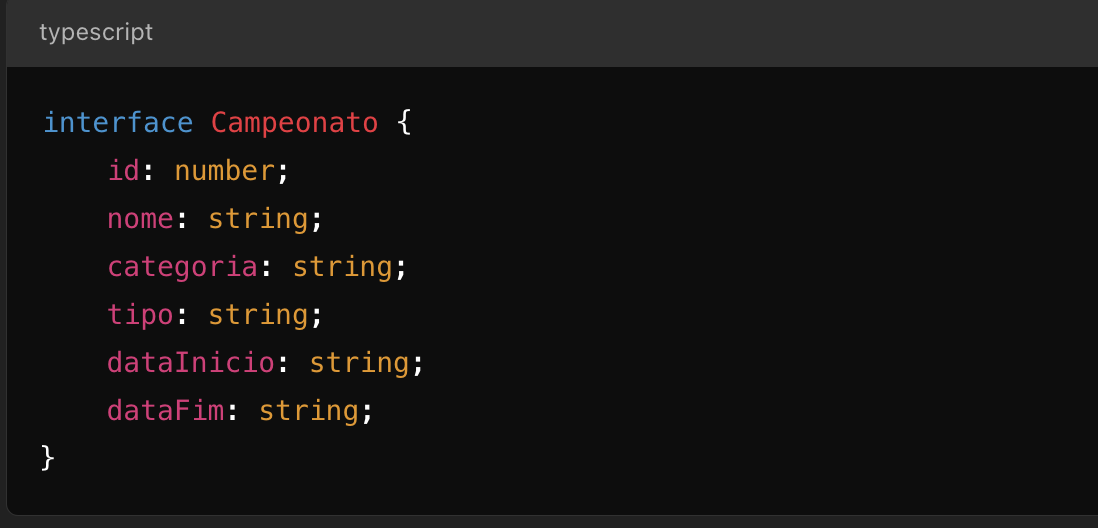 typescript
interface Campeonato {
    id: number;
    nome: string;
    categoria: string;
    tipo: string;
    dataInicio: string;
    dataFim: string;
}